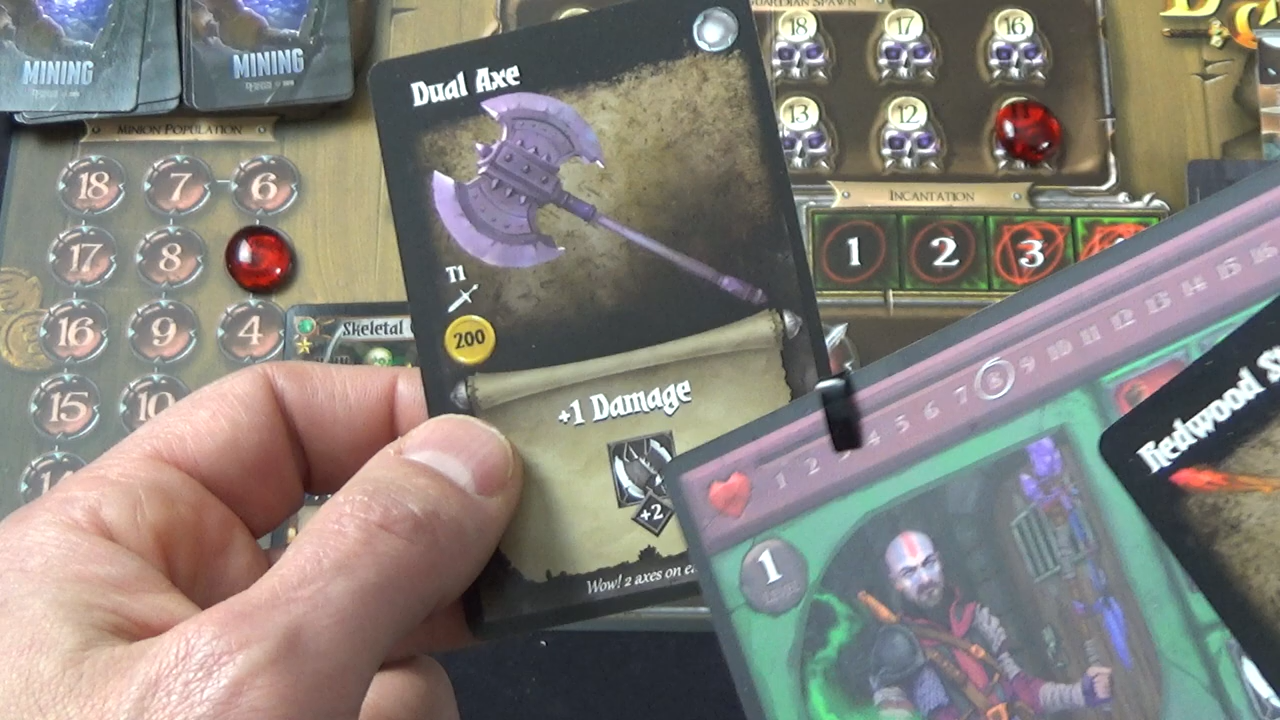 MINING
MINING
MINION POPULATION
18 7 6
17 8
16 9 4
15 10
GUARDIAN SPAWN
18 17 16
13 12
INCANTATION
1 2 3
Skeletal
Dual Axe
T1
200
+1 Damage
+2
Wow! 2 axes on
1 2 3 4 5 6 7 8 9 10 11 12 13 14 15 16
1
Redwood